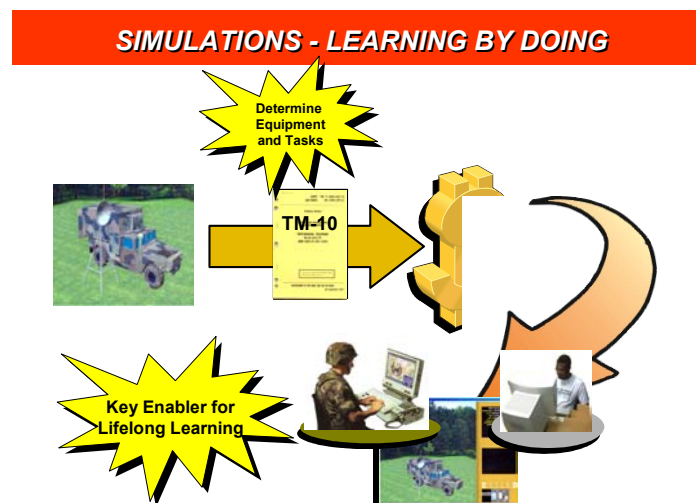 SIMULATIONS - LEARNING BY DOING
Determine
Equipment
and Tasks
TM-10
Key Enabler for
Lifelong Learning